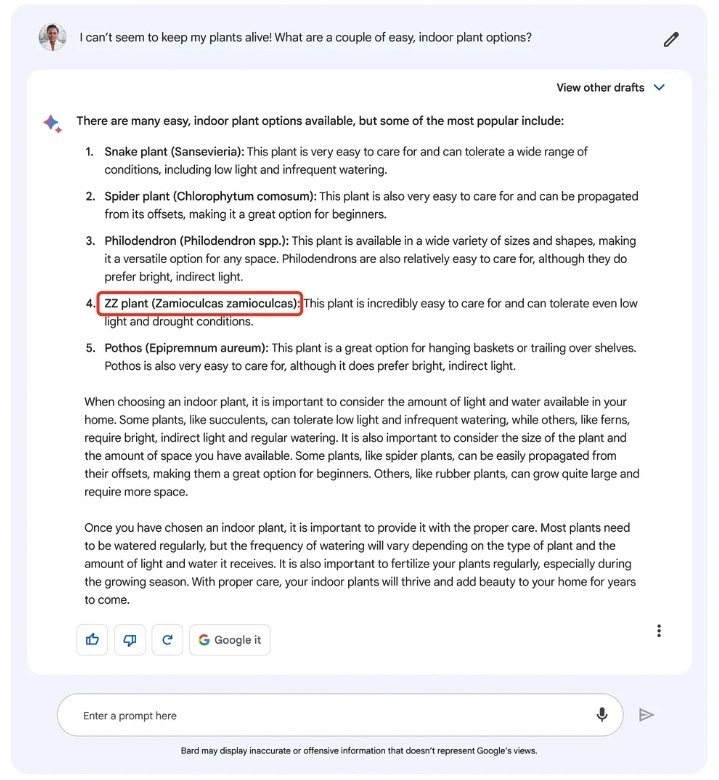 I can't seem to keep my plants alive! What are a couple of easy, indoor plant options?
View other drafts
There are many easy, indoor plant options available, but some of the most popular include:
1. Snake plant (Sansevieria): This plant is very easy to care for and can tolerate a wide range of
conditions, including low light and infrequent watering.
2. Spider plant (Chlorophytum comosum): This plant is also very easy to care for and can be propagated
from its offsets, making it a great option for beginners.
3. Philodendron (Philodendron spp.): This plant is available in a wide variety of sizes and shapes, making
it a versatile option for any space. Philodendrons are also relatively easy to care for, although they do
prefer bright, indirect light.
4. ZZ plant (Zamioculcas zamioculcas): This plant is incredibly easy to care for and can tolerate even low
light and drought conditions.
5. Pothos (Epipremnum aureum): This plant is a great option for hanging baskets or trailing over shelves.
Pothos is also very easy to care for, although it does prefer bright, indirect light.
When choosing an indoor plant, it is important to consider the amount of light and water available in your
home. Some plants, like succulents, can tolerate low light and infrequent watering, while others, like ferns,
require bright, indirect light and regular watering. It is also important to consider the size of the plant and
the amount of space you have available. Some plants, like spider plants, can be easily propagated from
their offsets, making them a great option for beginners. Others, like rubber plants, can grow quite large and
require more space.
Once you have chosen an indoor plant, it is important to provide it with the proper care. Most plants need
to be watered regularly, but the frequency of watering will vary depending on the type of plant and the
amount of light and water it receives. It is also important to fertilize your plants regularly, especially during
the growing season. With proper care, your indoor plants will thrive and add beauty to your home for years
to come.
G Google it
Enter a prompt here
Bard may display inaccurate or offensive information that doesn't represent Google's views.